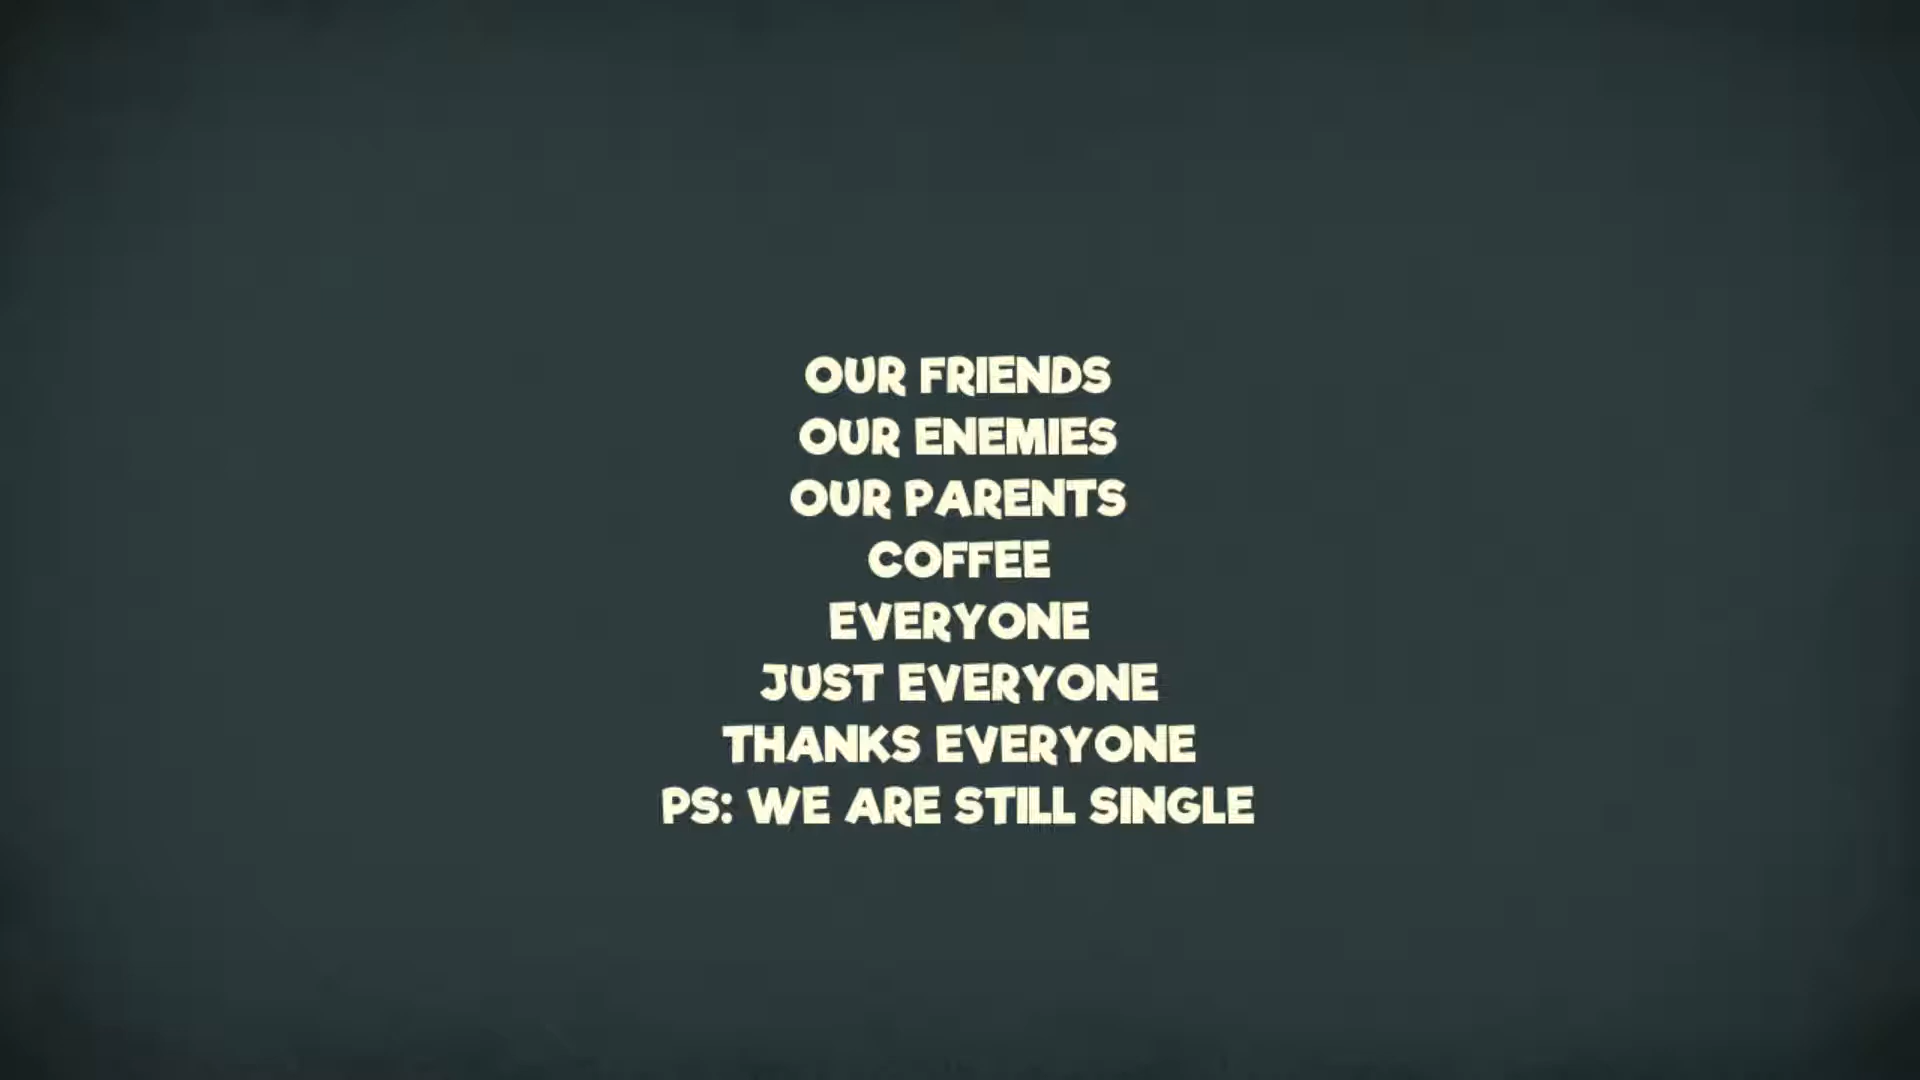 OUR FRIENDS
OUR ENEMIES
OUR PARENTS
COFFEE
EVERYONE
JUST EVERYONE
THANKS EVERYONE
PS: WE ARE STILL SINGLE